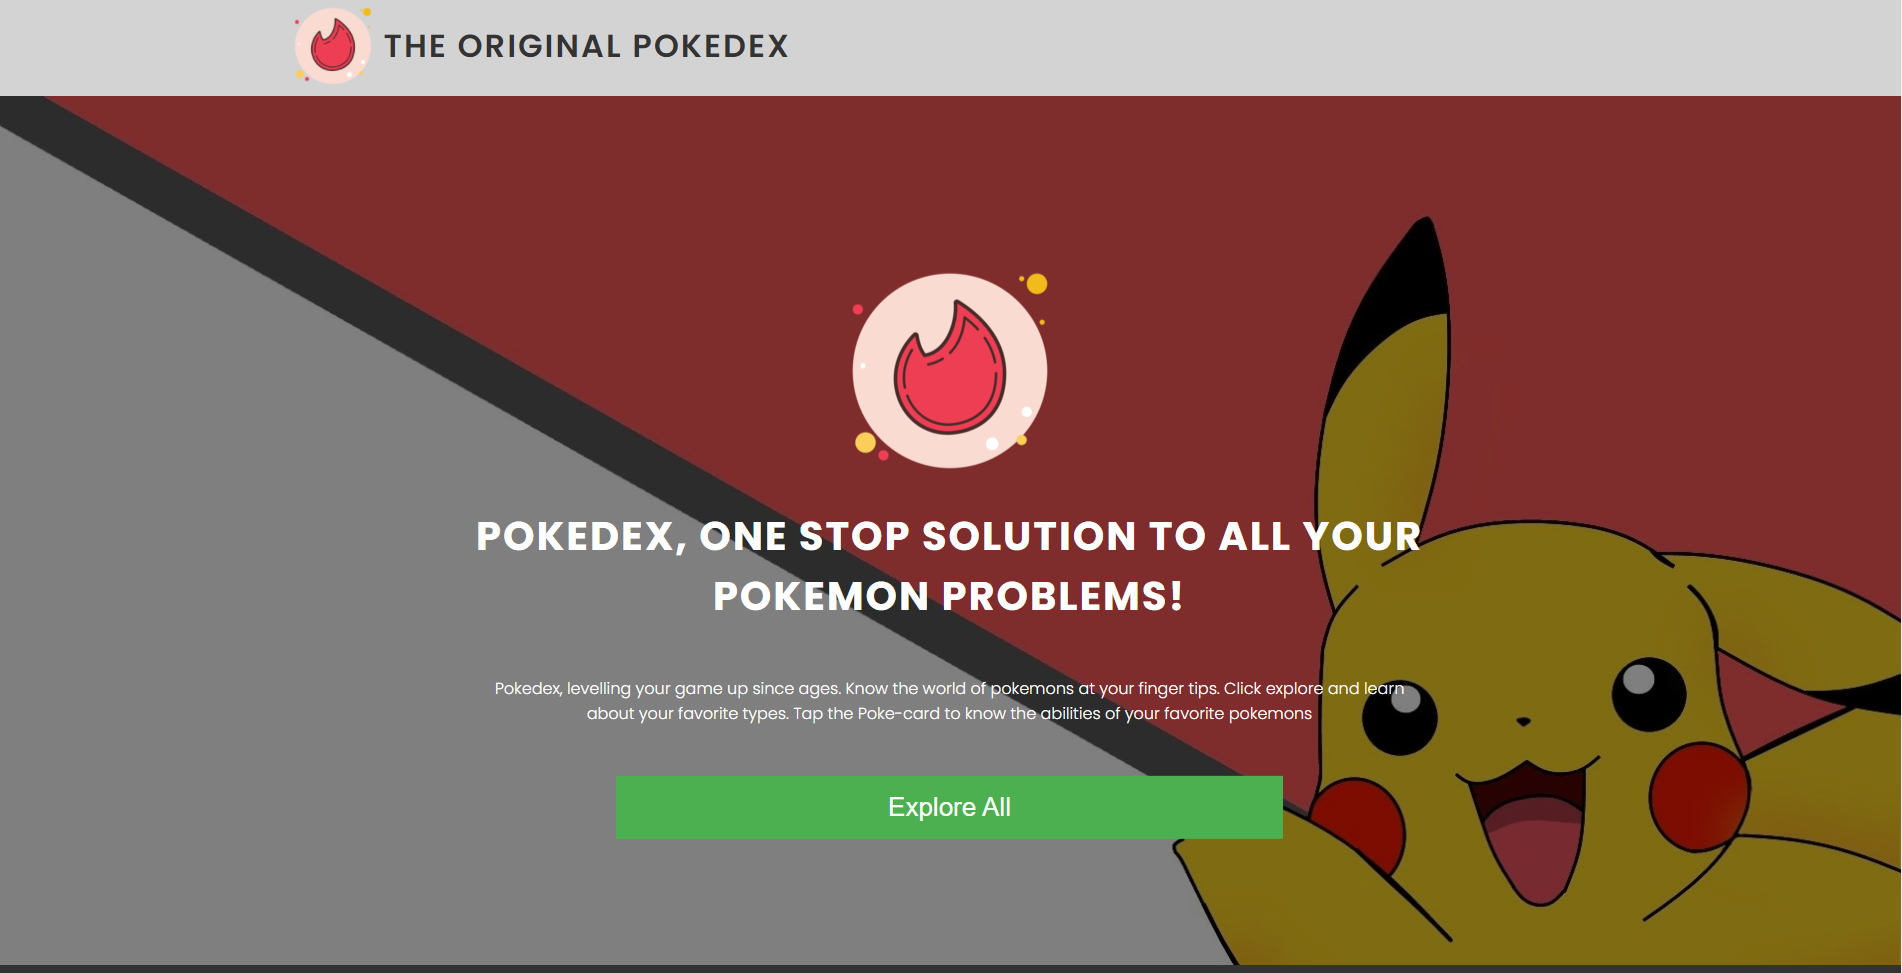 THE ORIGINAL POKEDEX
POKEDEX, ONE STOP SOLUTION TO ALL YOUR
POKEMON PROBLEMS!
Pokedex, levelling your game up since ages. Know the world of pokemons at your finger tips. Click explore and learn
about your favorite types. Tap the Poke-card to know the abilities of your favorite pokemons
Explore All